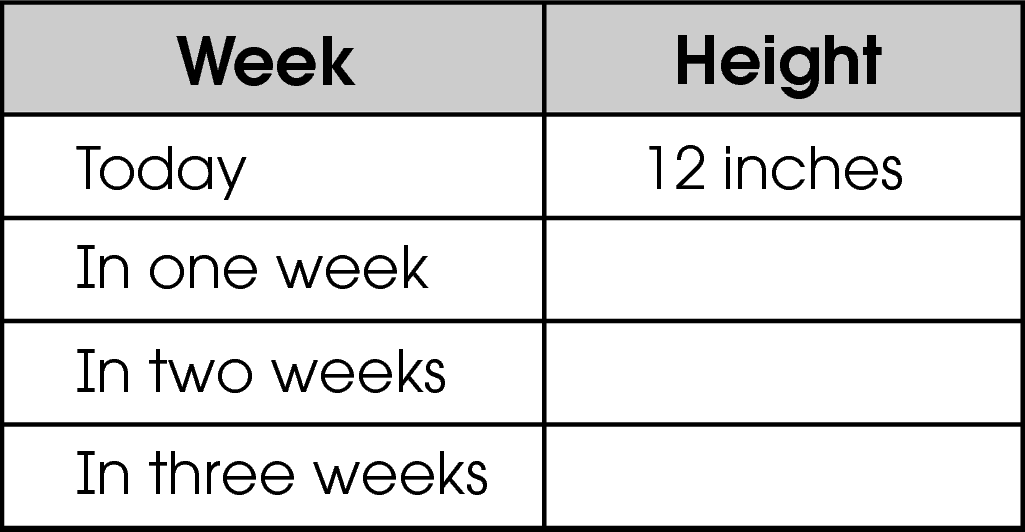 Week Height
Today 12 inches
In one week
In two weeks
In three weeks